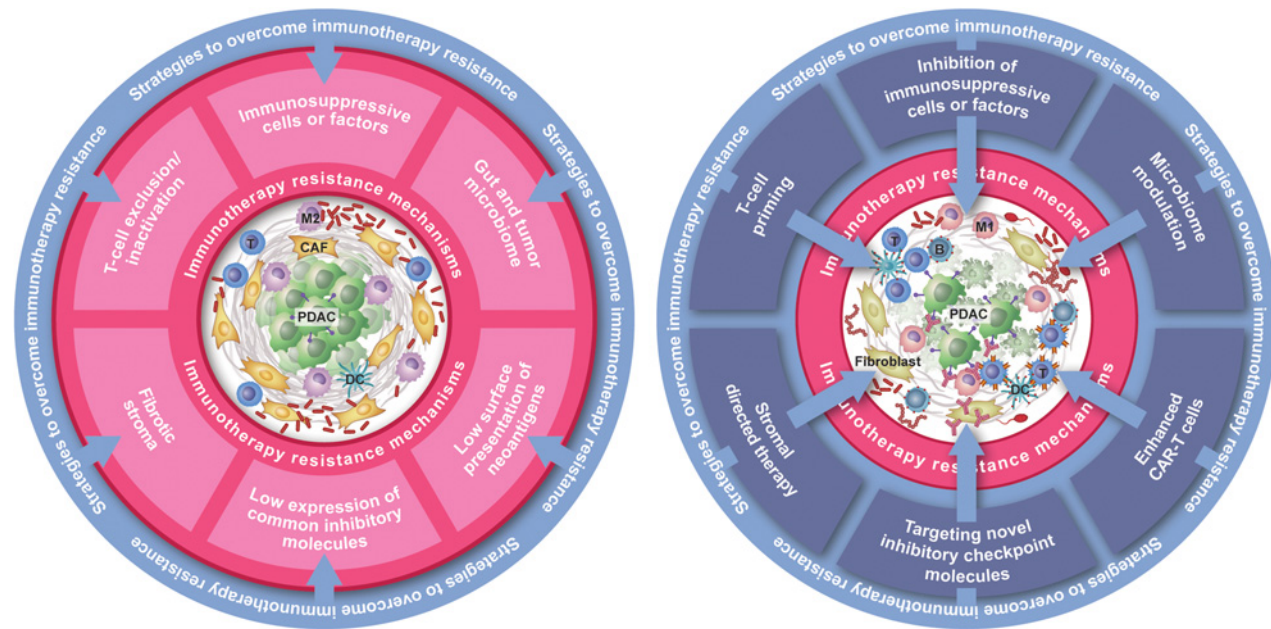 Strategies to overcome immunotherapy resistance
Strategies to overcome immunotherapy resistance
Strategies to overcome immunotherapy resistance
Strategies to overcome immunotherapy resistance
Immunosuppressive
cells or factors
Gut and tumor
microbiome
Low surface
presentation of
neoantigens
Low expression of
common inhibitory
molecules
Fibrotic
stroma
T-cell exclusion/
inactivation
Immunotherapy resistance mechanisms
Immunotherapy resistance mechanisms
M2
T
CAF
PDAC
DC
Strategies to overcome immunotherapy resistance
Strategies to overcome immunotherapy resistance
Strategies to overcome immunotherapy resistance
Strategies to overcome immunotherapy resistance
Inhibition of
immunosuppressive
cells or factors
Microbiome
modulation
Enhanced
CAR-T cells
Targeting novel
inhibitory checkpoint
molecules
Stromal
directed therapy
T-cell
priming
Immunotherapy resistance mechanisms
Immunotherapy resistance mechanisms
T
B
M1
PDAC
Fibroblast
T
DC